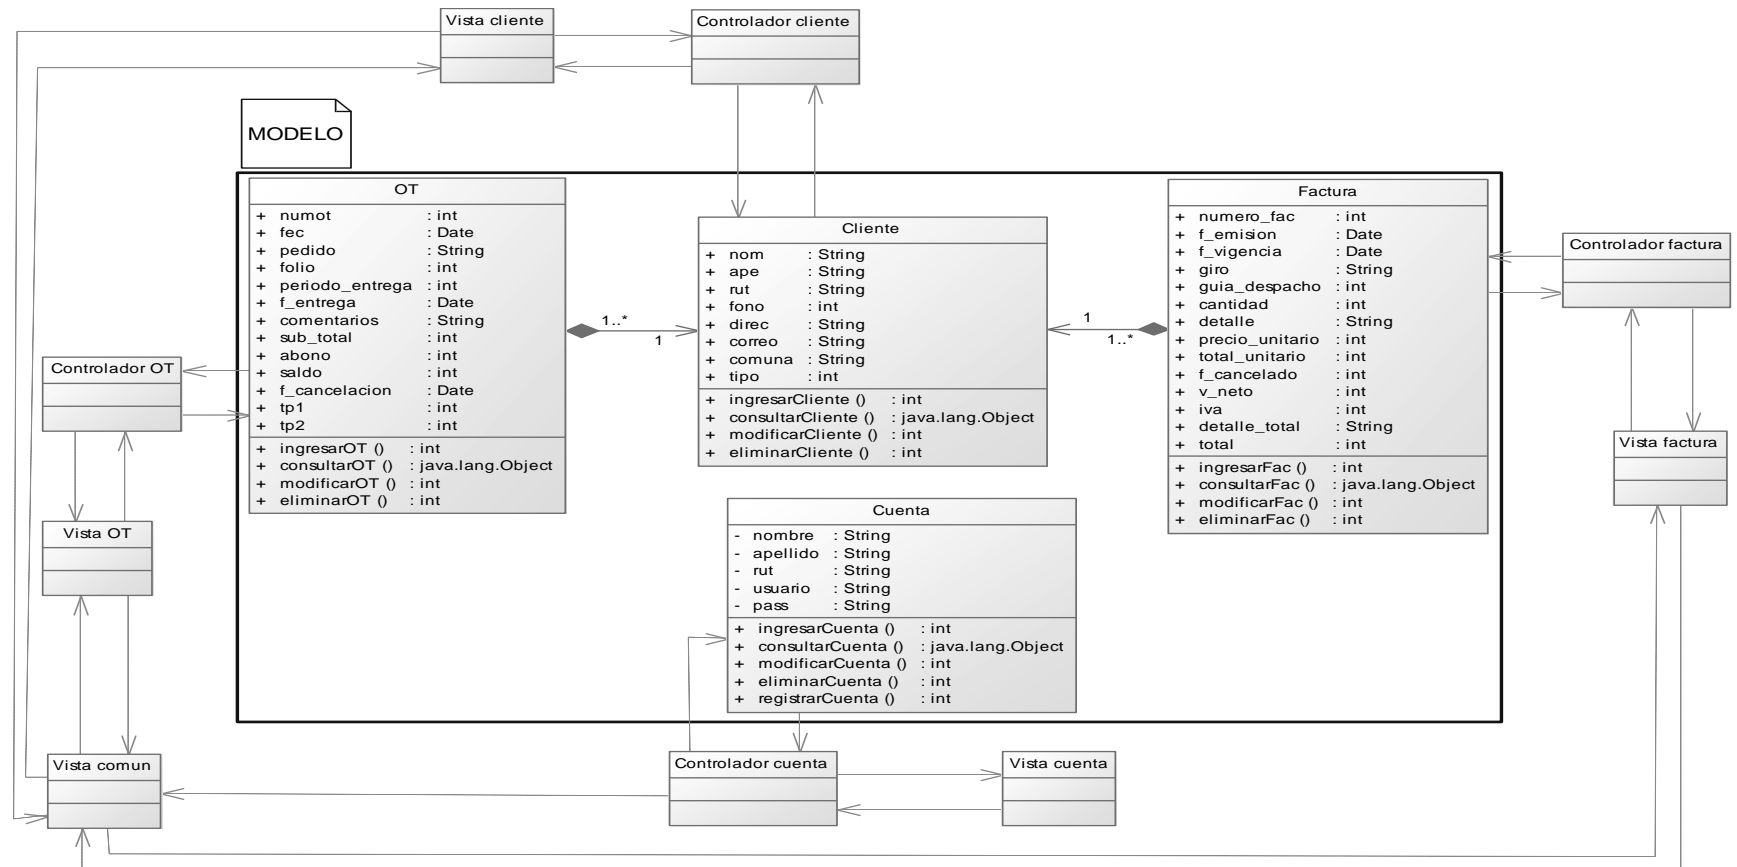 Vista cliente
Controlador cliente
MODELO
OT
+ numot : int
+ fec : Date
+ pedido : String
+ folio : int
+ periodo_entrega : int
+ f_entrega : Date
+ comentarios : String
+ sub_total : int
+ abono : int
+ saldo : int
+ f_cancelacion : Date
+ tp1 : int
+ tp2 : int
+ ingresarOT () : int
+ consultarOT () : java.lang.Object
+ modificarOT () : int
+ eliminarOT () : int
1..*
1
Cliente
+ nom : String
+ ape : String
+ rut : String
+ fono : int
+ direc : String
+ correo : String
+ comuna : String
+ tipo : int
+ ingresarCliente () : int
+ consultarCliente () : java.lang.Object
+ modificarCliente () : int
+ eliminarCliente () : int
1
1..*
Factura
+ numero_fac : int
+ f_emision : Date
+ f_vigencia : Date
+ giro : String
+ guia_despacho : int
+ cantidad : int
+ detalle : String
+ precio_unitario : int
+ total_unitario : int
+ f_cancelado : int
+ v_neto : int
+ iva : int
+ detalle_total : String
+ total : int
+ ingresarFac () : int
+ consultarFac () : java.lang.Object
+ modificarFac () : int
+ eliminarFac () : int
Controlador factura
Vista factura
Controlador OT
Vista OT
Cuenta
- nombre : String
- apellido : String
- rut : String
- usuario : String
- pass : String
+ ingresarCuenta () : int
+ consultarCuenta () : java.lang.Object
+ modificarCuenta () : int
+ eliminarCuenta () : int
+ registrarCuenta () : int
Vista comun
Controlador cuenta
Vista cuenta